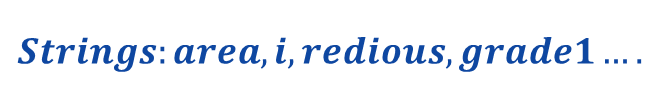 Strings: area, i, redious, grade1 ... .